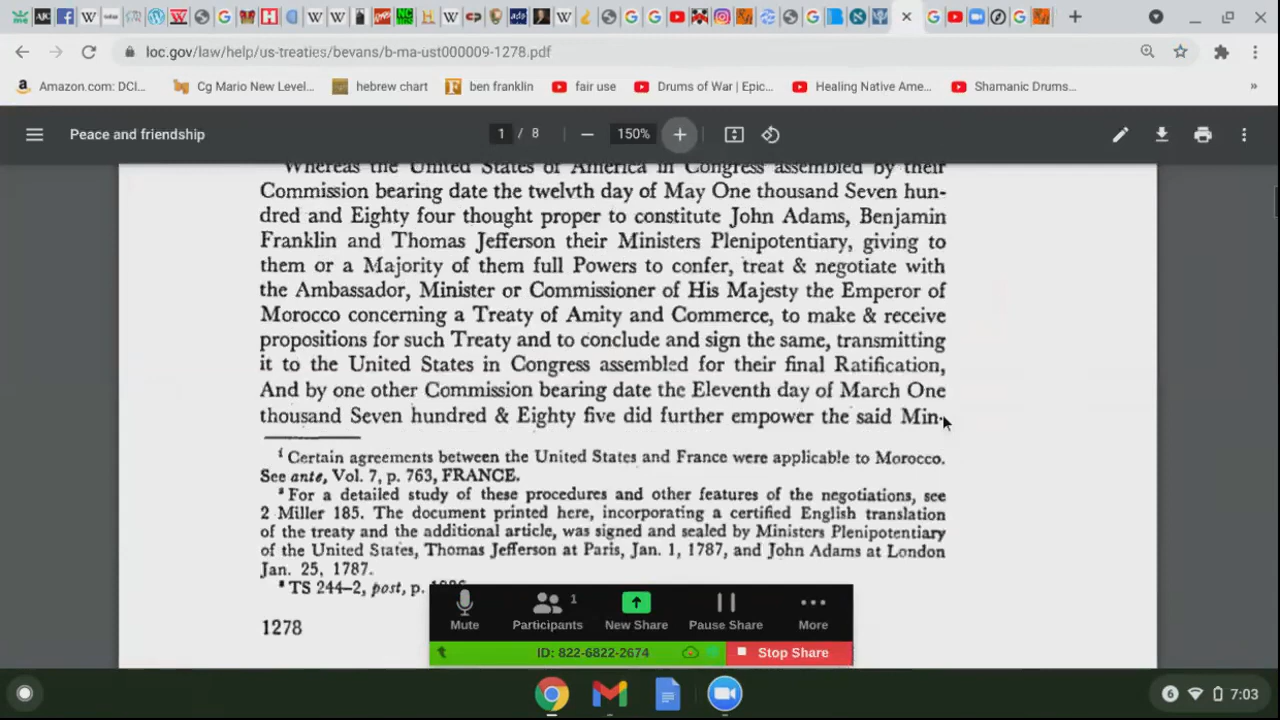 loc.gov/law/help/us-treaties/bevans/b-ma-ust000009-1278.pdf
Amazon.com: DCI... Cg Mario New Level... hebrew chart ben franklin fair use Drums of War | Epic... Healing Native Ame... Shamanic Drums... »
Peace and friendship 1 / 8 150%
Whereas the United States of America in Congress assembled by their
Commission bearing date the twelvth day of May One thousand Seven hun-
dred and Eighty four thought proper to constitute John Adams, Benjamin
Franklin and Thomas Jefferson their Ministers Plenipotentiary, giving to
them or a Majority of them full Powers to confer, treat & negotiate with
the Ambassador, Minister or Commissioner of His Majesty the Emperor of
Morocco concerning a Treaty of Amity and Commerce, to make & receive
propositions for such Treaty and to conclude and sign the same, transmitting
it to the United States in Congress assembled for their final Ratification,
And by one other Commission bearing date the Eleventh day of March One
thousand Seven hundred & Eighty five did further empower the said Min-
¹ Certain agreements between the United States and France were applicable to Morocco.
See ante, Vol. 7, p. 763, FRANCE.
² For a detailed study of these procedures and other features of the negotiations, see
2 Miller 185. The document printed here, incorporating a certified English translation
of the treaty and the additional article, was signed and sealed by Ministers Plenipotentiary
of the United States, Thomas Jefferson at Paris, Jan. 1, 1787, and John Adams at London
Jan. 25, 1787.
³ TS 244-2, post, p.
1278
1
Mute Participants New Share Pause Share More
ID: 822-6822-2674 Stop Share
6 7:03